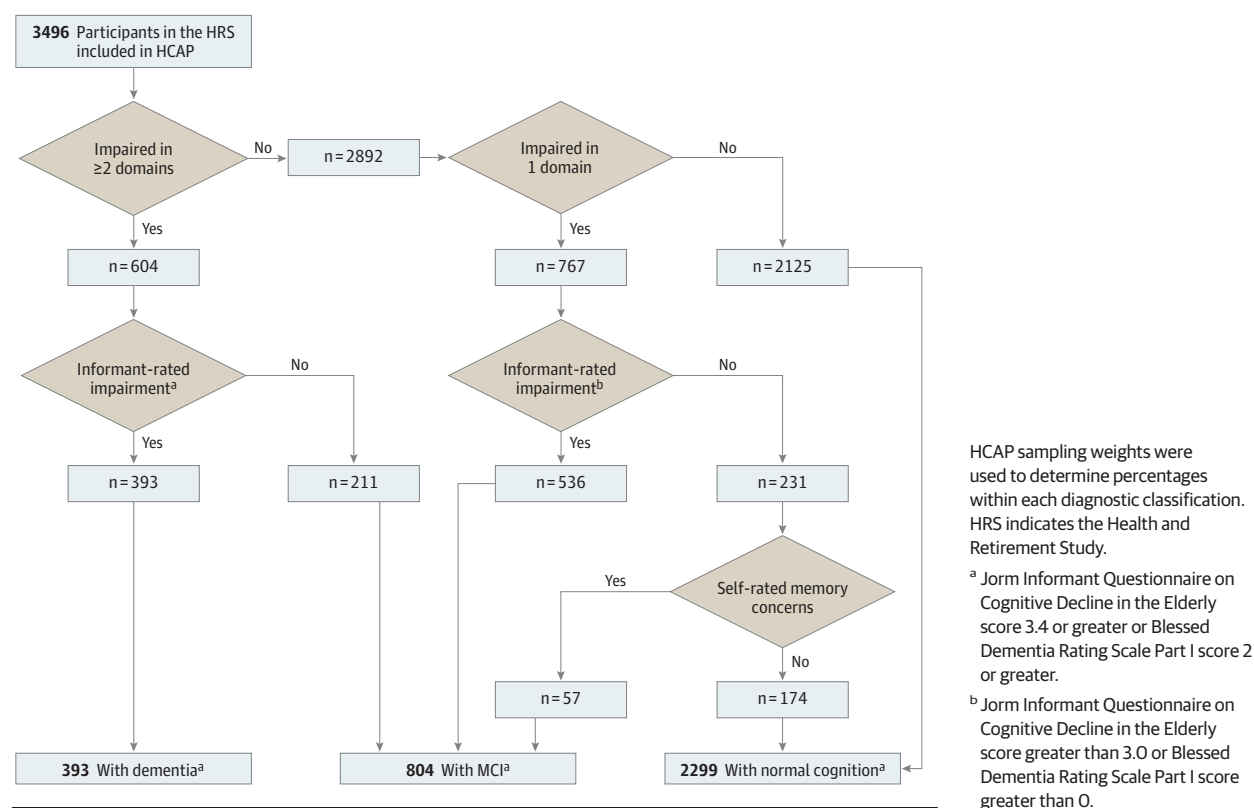 3496 Participants in the HRS
included in HCAP
Impaired in
≥2 domains
No
n=2892
Impaired in
1 domain
No
Yes
n=604
Yes
n=767
n=2125
Informant-rated
impairmentᵃ
No
Informant-rated
impairmentᵇ
No
Yes
n=393
n=211
Yes
n=536
n=231
Self-rated memory
concerns
Yes
No
n=57
n=174
393 With dementiaᵃ
804 With MCIᵃ
2299 With normal cognitionᵃ
HCAP sampling weights were
used to determine percentages
within each diagnostic classification.
HRS indicates the Health and
Retirement Study.
ᵃ Jorm Informant Questionnaire on
Cognitive Decline in the Elderly
score 3.4 or greater or Blessed
Dementia Rating Scale Part I score 2
or greater.
ᵇ Jorm Informant Questionnaire on
Cognitive Decline in the Elderly
score greater than 3.0 or Blessed
Dementia Rating Scale Part I score
greater than 0.